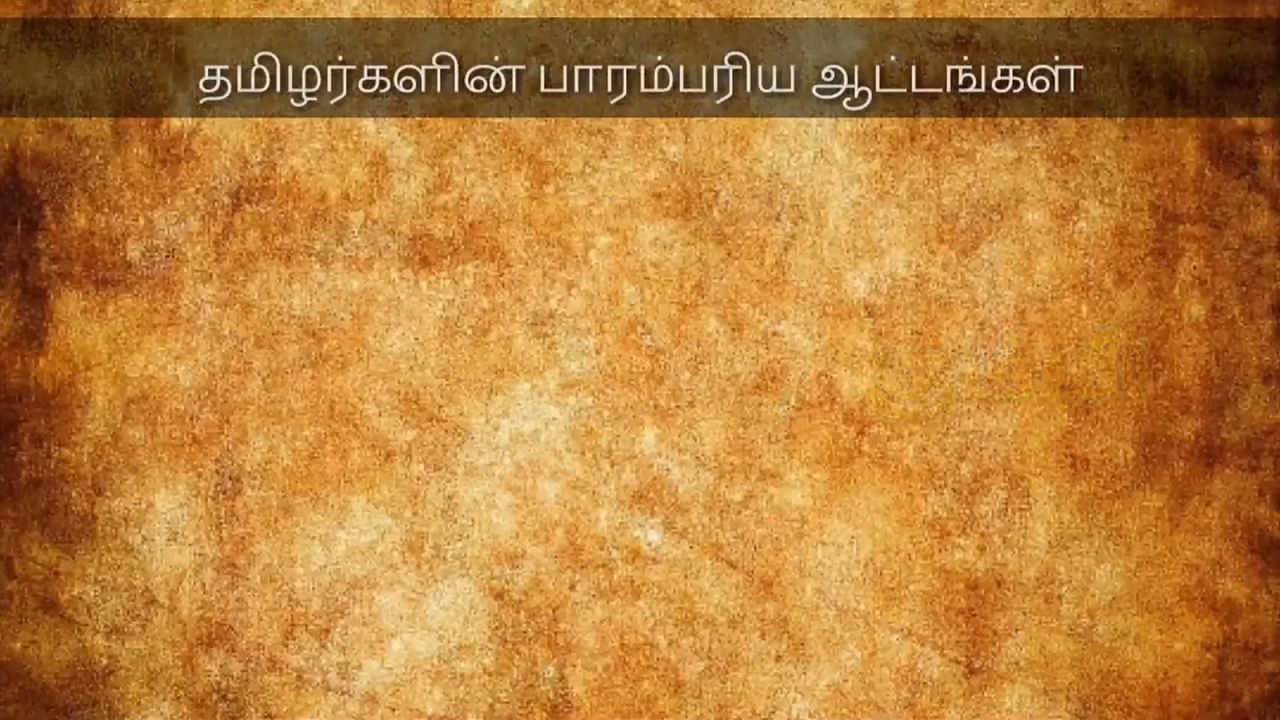 தமிழர்களின் பாரம்பரிய ஆட்டங்கள்